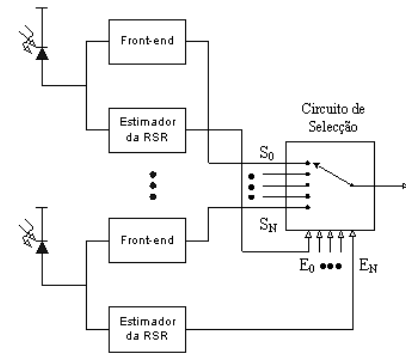 Front-end
Estimador
da RSR
Circuito de
Selecção
S0
SN
Front-end
E0
EN
Estimador
da RSR